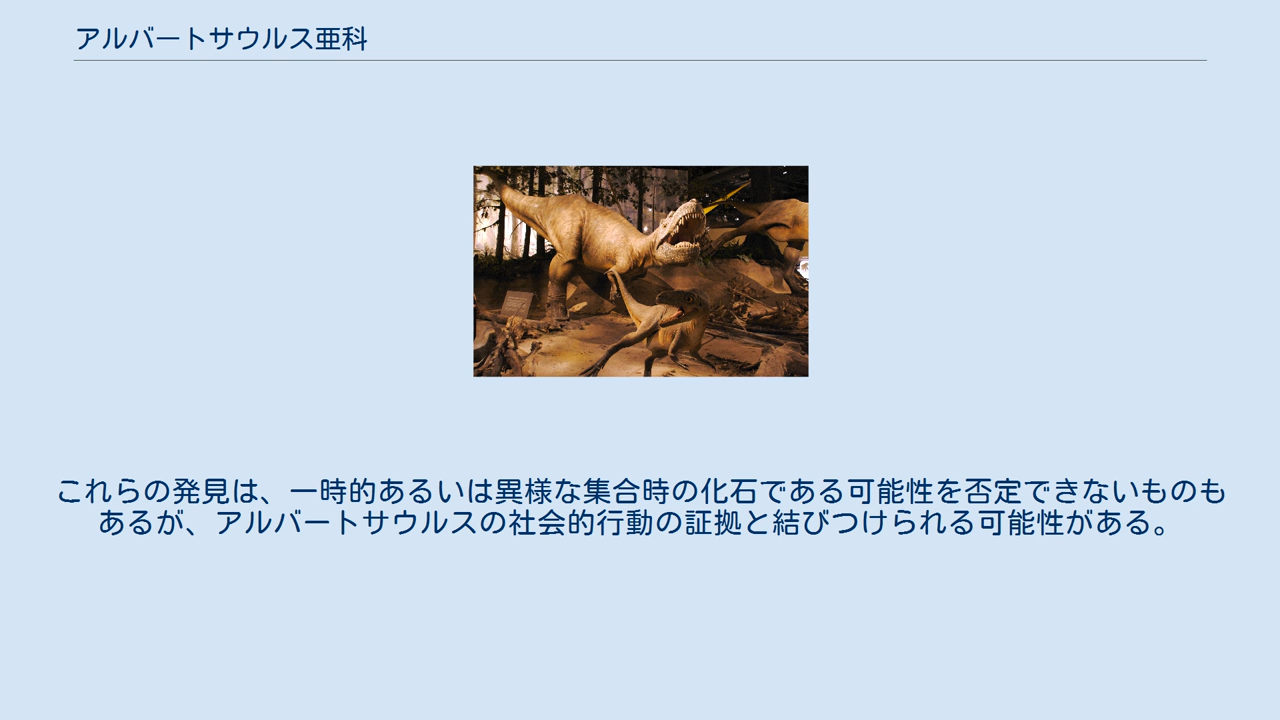 アルバートサウルス亜科
これらの発見は、一時的あるいは異様な集合時の化石である可能性を否定できないものも
あるが、アルバートサウルスの社会的行動の証拠と結びつけられる可能性がある。